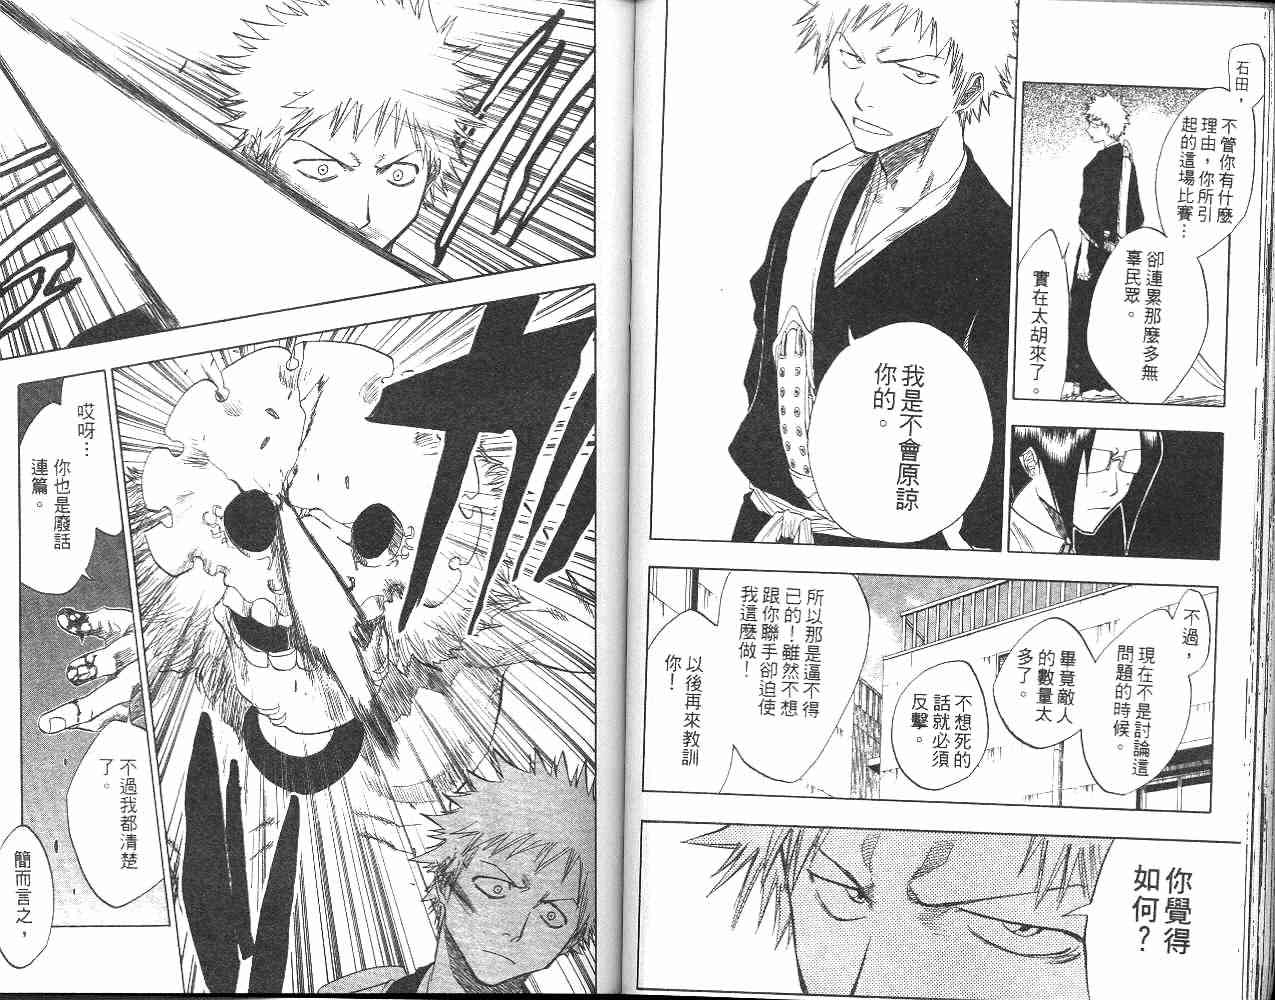 石田，
不管你有什麼
理由，你所引
起的這場比賽…
卻連累那麼多無
辜民眾。
實在太胡來了。
我是不會原諒
你的。
不過，
現在不是討論這
問題的時候。
畢竟敵人
的數量太
多了。
不想死的
話就必須
反擊。
所以那是逼不得
已的！雖然不想
跟你聯手卻迫使
我這麼做！
以後再來教訓
你！
你覺得
如何？
哎呀…
你也是廢話
連篇。
不過我都清楚
了。
簡而言之，